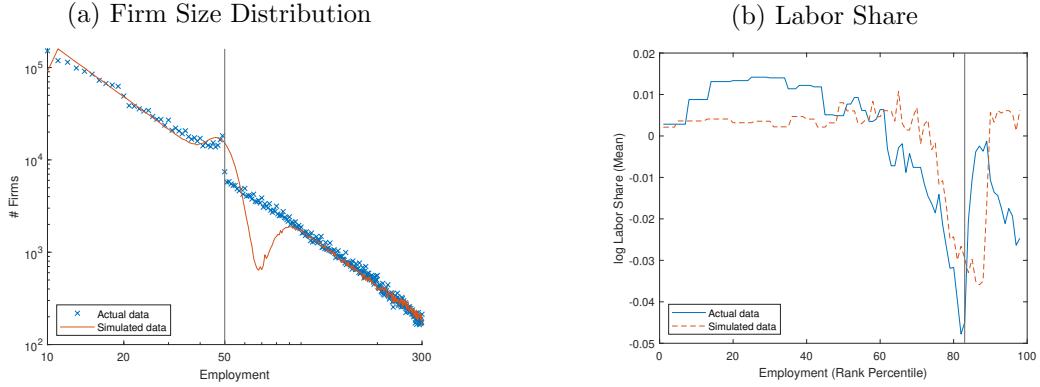 (a) Firm Size Distribution
10^5
10^4
10^3
10^2
# Firms
10
20
50
300
Employment
Actual data
Simulated data
(b) Labor Share
0.02
0.01
0
-0.01
-0.02
-0.03
-0.04
-0.05
log Labor Share (Mean)
0
20
40
60
80
100
Employment (Rank Percentile)
Actual data
Simulated data